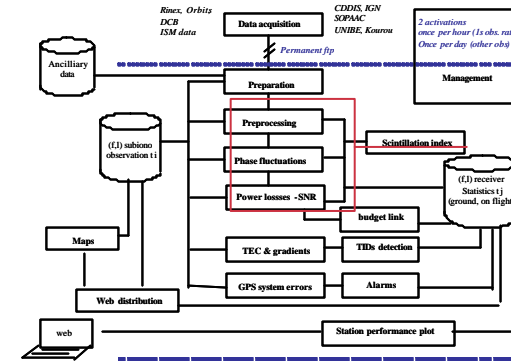 Rinex, Orbits
DCB
ISM data
Data acquisition
CDDIS, IGN
SOPAAC
UNIBE, Kourou
Permanent ftp
2 activations
once per hour (1s obs. rat
Once per day (other obs)
Management
Ancilliary
data
Preparation
Preprocessing
Phase fluctuations
Power lossses - SNR
Scintillation index
(f,l) subiono
observation t i
(f,l) receiver
Statistics t j
(ground, on flight
budget link
Maps
TEC & gradients
TIDs detection
GPS system errors
Alarms
Web distribution
web
Station performance plot